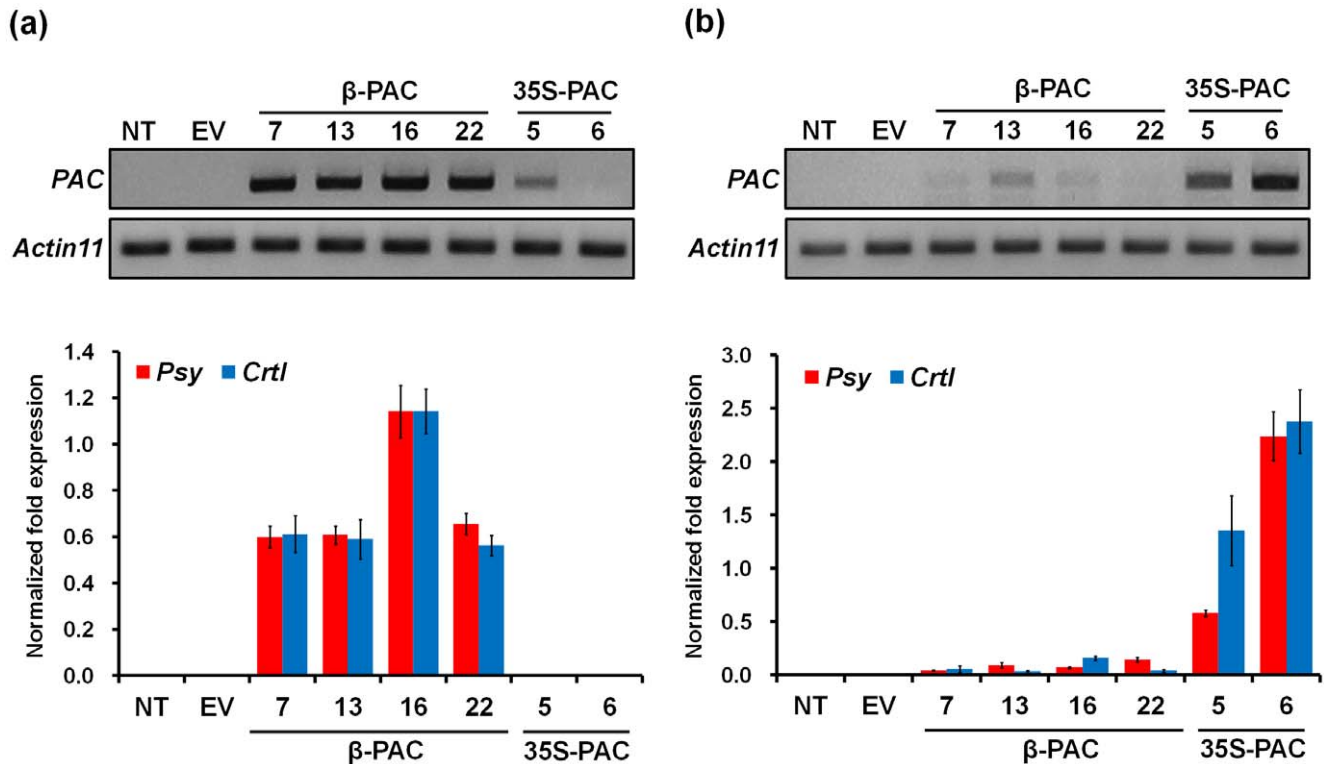 (a)
β-PAC 35S-PAC
NT EV 7 13 16 22 5 6
PAC
Actin11
1.4
1.2
1.0
0.8
0.6
0.4
0.2
0.0
Normalized fold expression
Psy CrtI
NT EV 7 13 16 22 5 6
β-PAC 35S-PAC
(b)
β-PAC 35S-PAC
NT EV 7 13 16 22 5 6
PAC
Actin11
3.0
2.5
2.0
1.5
1.0
0.5
0.0
Normalized fold expression
Psy CrtI
NT EV 7 13 16 22 5 6
β-PAC 35S-PAC